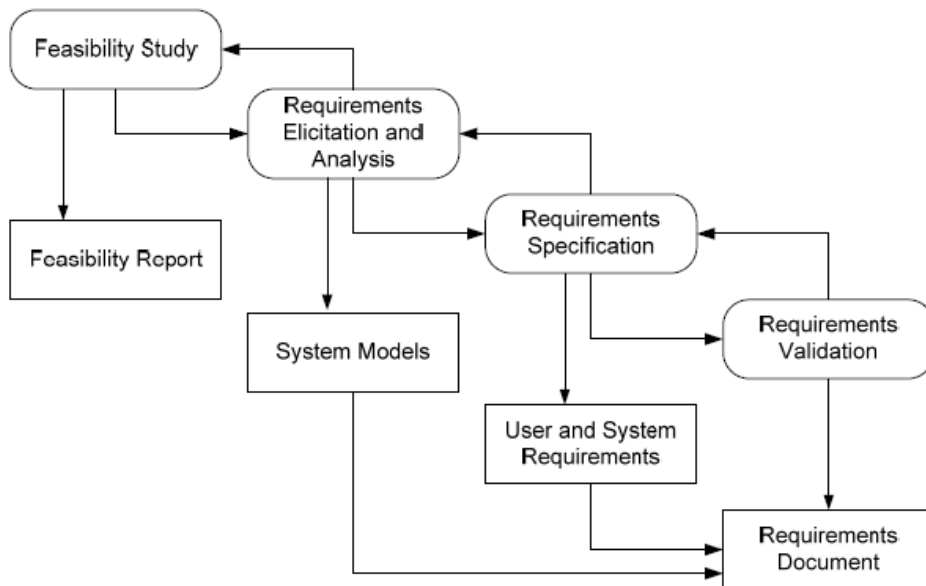 Feasibility Study
Requirements
Elicitation and
Analysis
Requirements
Specification
Feasibility Report
Requirements
Validation
System Models
User and System
Requirements
Requirements
Document